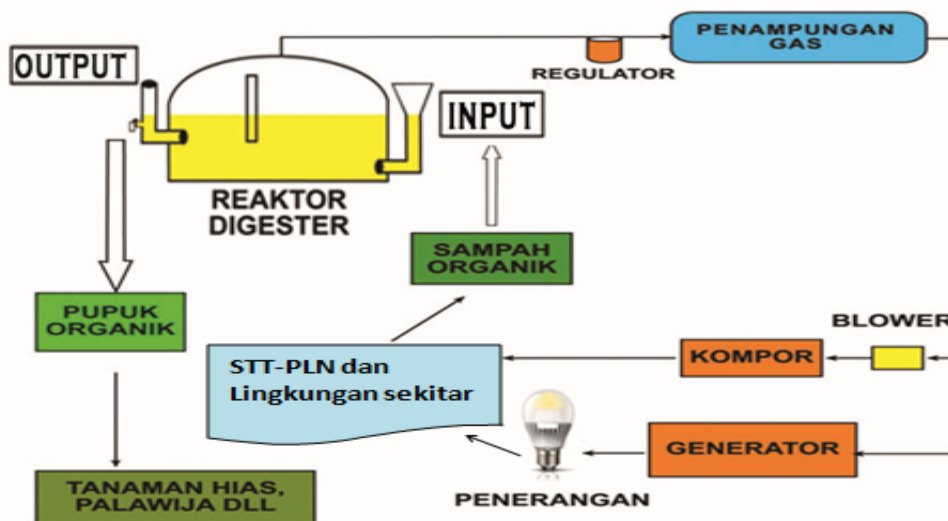 PENAMPUNGAN
GAS
REGULATOR
OUTPUT
INPUT
REAKTOR
DIGESTER
SAMPAH
ORGANIK
PUPUK
ORGANIK
BLOWER
KOMPOR
STT-PLN dan
Lingkungan sekitar
GENERATOR
PENERANGAN
TANAMAN HIAS,
PALAWIJA DLL